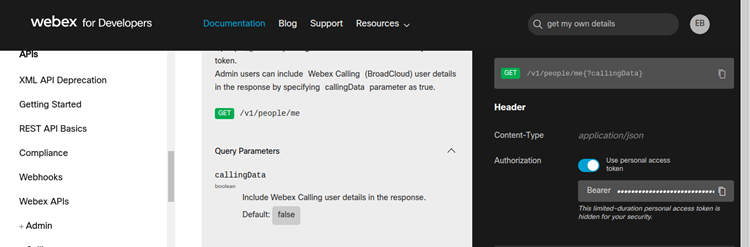 webex for Developers
Documentation
Blog
Support
Resources
get my own details
EB
APIs
XML API Deprecation
Getting Started
REST API Basics
Compliance
Webhooks
Webex APIs
+ Admin
token.
Admin users can include Webex Calling (BroadCloud) user details
in the response by specifying callingData parameter as true.
GET /v1/people/me
Query Parameters
callingData
boolean
Include Webex Calling user details in the response.
Default: false
GET /v1/people/me{?callingData}
Header
Content-Type application/json
Authorization Use personal access
token
Bearer ••••••••••••••••••••••••
This limited-duration personal access token is
hidden for your security.